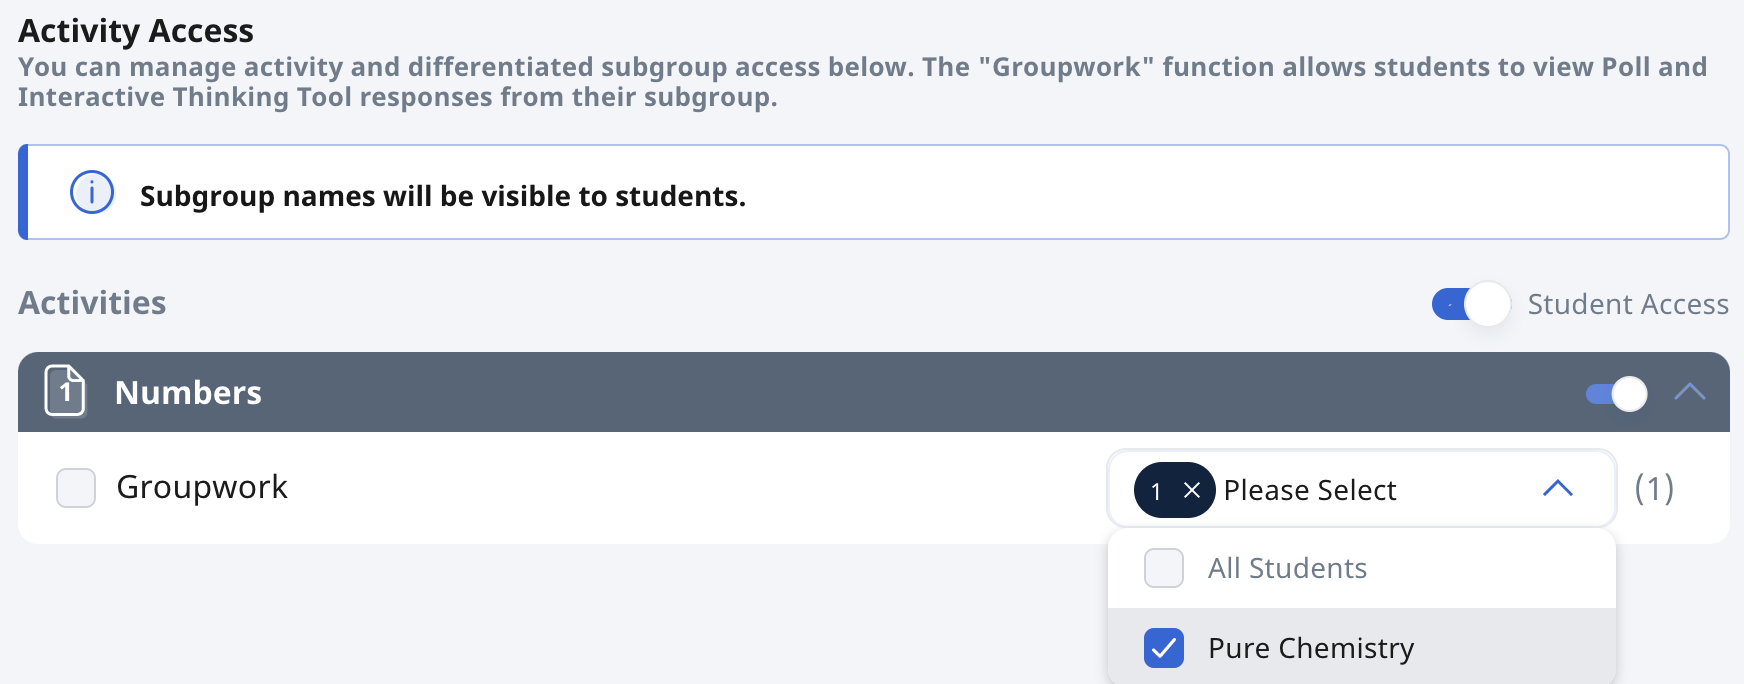 Activity Access
You can manage activity and differentiated subgroup access below. The "Groupwork" function allows students to view Poll and
Interactive Thinking Tool responses from their subgroup.
Subgroup names will be visible to students.
Activities
Student Access
1 Numbers
Groupwork
1 Please Select
(1)
All Students
Pure Chemistry